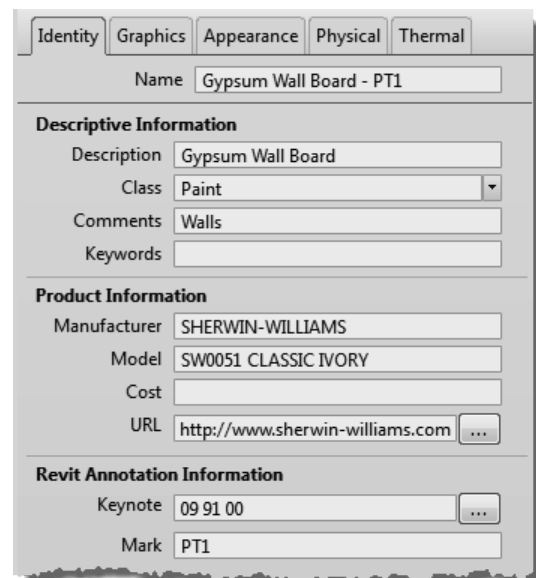 Identity Graphics Appearance Physical Thermal
Name Gypsum Wall Board - PT1
Descriptive Information
Description Gypsum Wall Board
Class Paint
Comments Walls
Keywords
Product Information
Manufacturer SHERWIN-WILLIAMS
Model SW0051 CLASSIC IVORY
Cost
URL http://www.sherwin-williams.com ...
Revit Annotation Information
Keynote 09 91 00 ...
Mark PT1